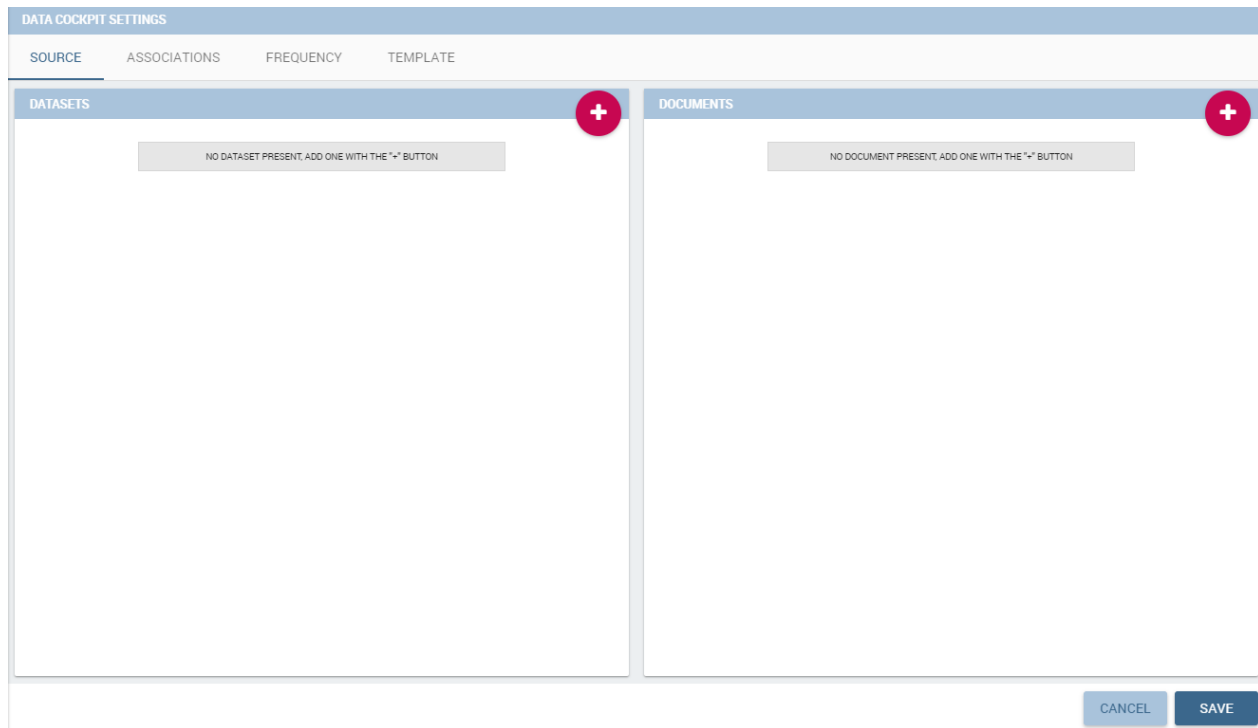 DATA COCKPIT SETTINGS
SOURCE ASSOCIATIONS FREQUENCY TEMPLATE
DATASETS
NO DATASET PRESENT, ADD ONE WITH THE "+" BUTTON
DOCUMENTS
NO DOCUMENT PRESENT, ADD ONE WITH THE "+" BUTTON
CANCEL SAVE